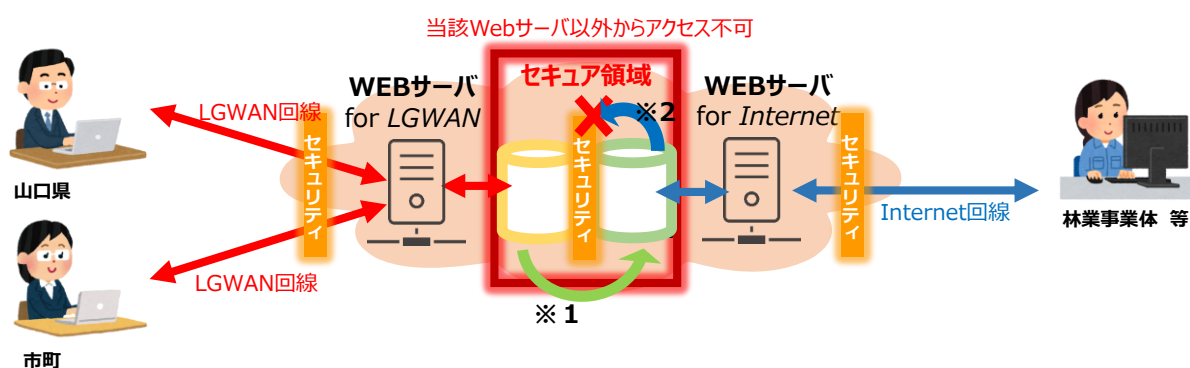 当該Webサーバ以外からアクセス不可
セキュア領域
WEBサーバ
for LGWAN
WEBサーバ
for Internet
※2
LGWAN回線
セキュリティ
セキュリティ
セキュリティ
山口県
Internet回線
林業事業体 等
LGWAN回線
※1
市町